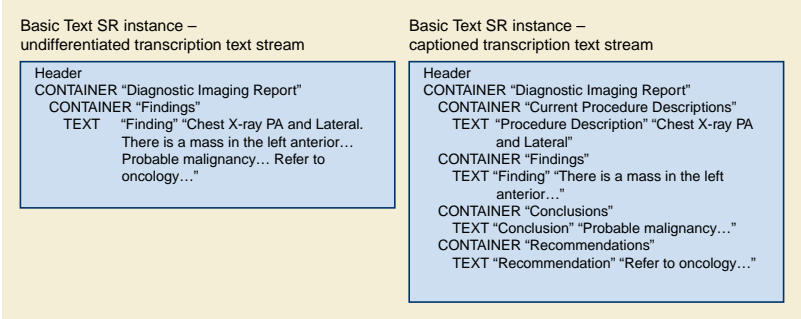 Basic Text SR instance –
undifferentiated transcription text stream
Header
CONTAINER “Diagnostic Imaging Report”
CONTAINER “Findings”
TEXT “Finding” “Chest X-ray PA and Lateral.
There is a mass in the left anterior…
Probable malignancy… Refer to
oncology…”
Basic Text SR instance –
captioned transcription text stream
Header
CONTAINER “Diagnostic Imaging Report”
CONTAINER “Current Procedure Descriptions”
TEXT “Procedure Description” “Chest X-ray PA
and Lateral”
CONTAINER “Findings”
TEXT “Finding” “There is a mass in the left
anterior…”
CONTAINER “Conclusions”
TEXT “Conclusion” “Probable malignancy…”
CONTAINER “Recommendations”
TEXT “Recommendation” “Refer to oncology…”